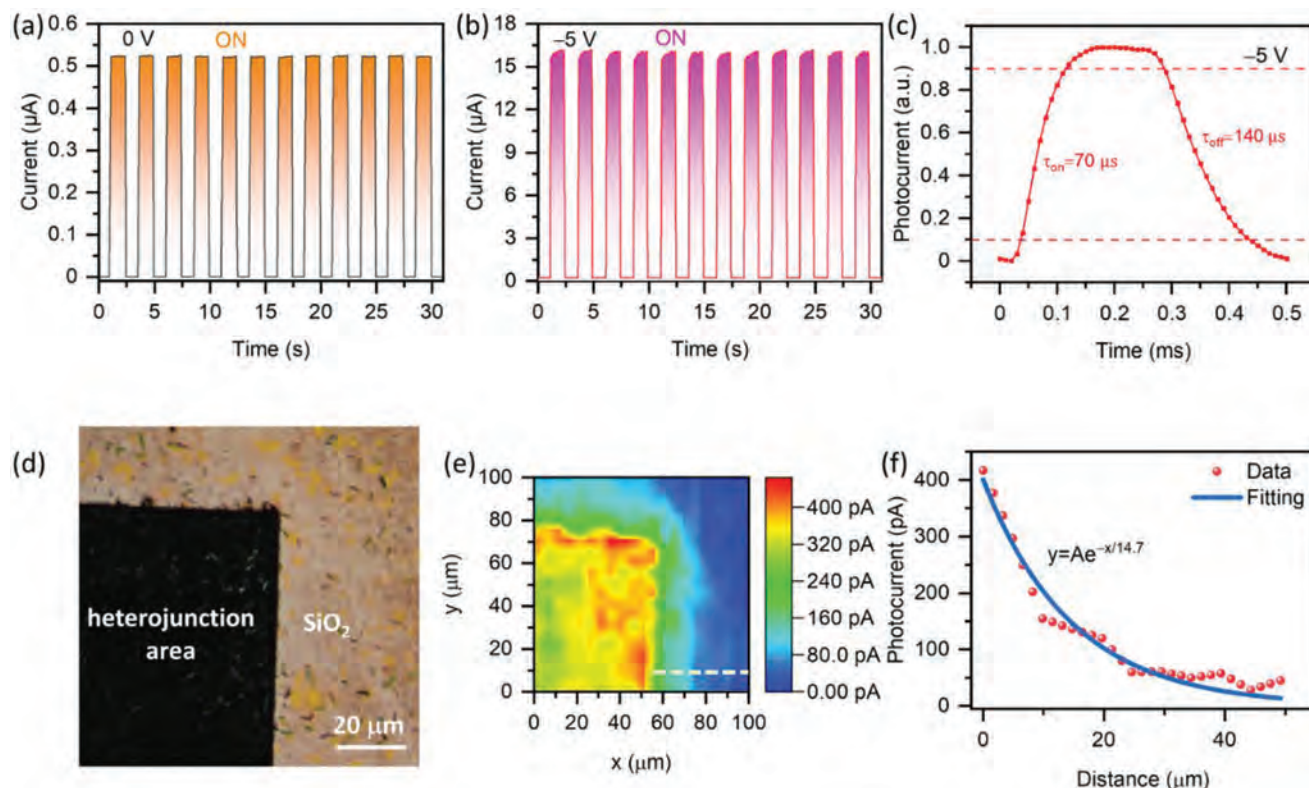 (a)
0 V
ON
0.6
0.5
0.4
0.3
0.2
0.1
0
Current (μA)
0 5 10 15 20 25 30
Time (s)
(b)
–5 V
ON
18
15
12
9
6
3
0
Current (μA)
0 5 10 15 20 25 30
Time (s)
(c)
–5 V
1.0
0.8
0.6
0.4
0.2
0
Photocurrent (a.u.)
τon=70 μs
τoff=140 μs
0 0.1 0.2 0.3 0.4 0.5
Time (ms)
(d)
heterojunction
area
SiO2
20 μm
(e)
100
80
60
40
20
0
y (μm)
0 20 40 60 80 100
x (μm)
400 pA
320 pA
240 pA
160 pA
80.0 pA
0.00 pA
(f)
400
300
200
100
0
Photocurrent (pA)
Data
Fitting
y=Ae–x/14.7
0 20 40
Distance (μm)